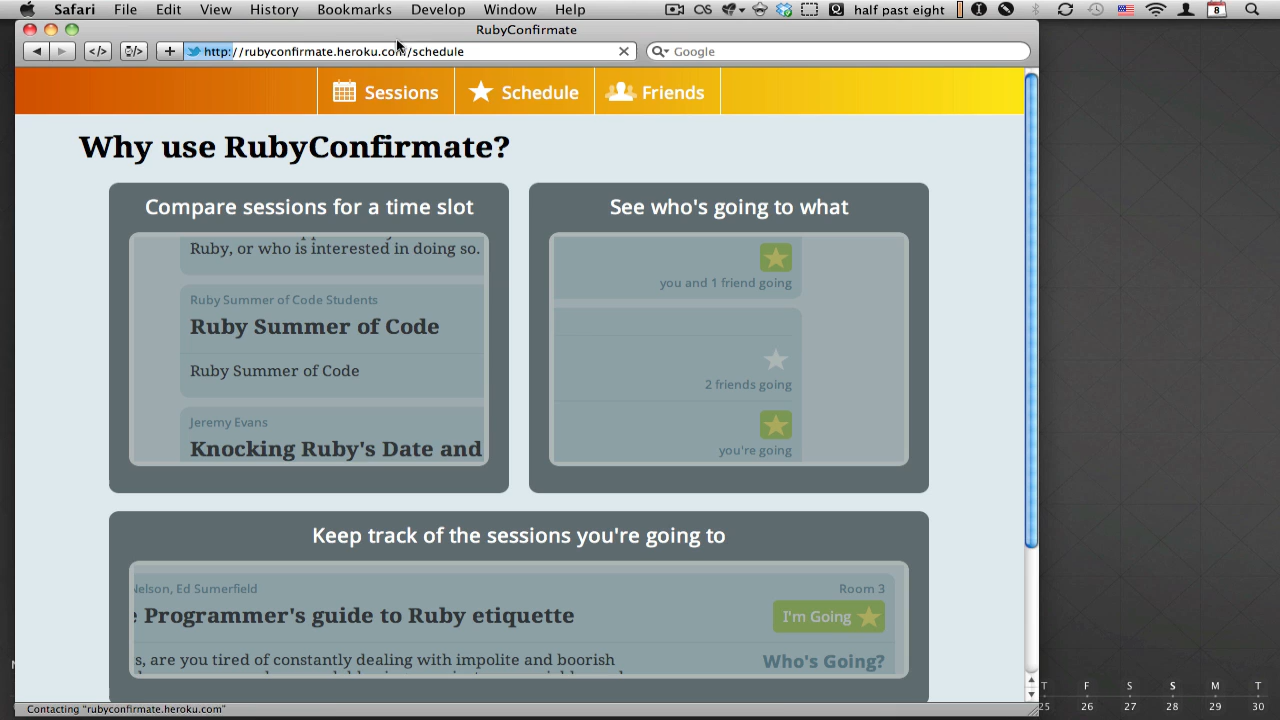 Safari File Edit View History Bookmarks Develop Window Help half past eight 8
RubyConfirmate
http://rubyconfirmate.heroku.com/schedule
Google
Sessions Schedule Friends
Why use RubyConfirmate?
Compare sessions for a time slot
Ruby, or who is interested in doing so.
Ruby Summer of Code Students
Ruby Summer of Code
Ruby Summer of Code
Jeremy Evans
Knocking Ruby's Date and
See who's going to what
you and 1 friend going
2 friends going
you're going
Keep track of the sessions you're going to
Nelson, Ed Sumerfield
Room 3
e Programmer's guide to Ruby etiquette
I'm Going
s, are you tired of constantly dealing with impolite and boorish
Who's Going?
Contacting "rubyconfirmate.heroku.com"
T F S S M T
25 26 27 28 29 30